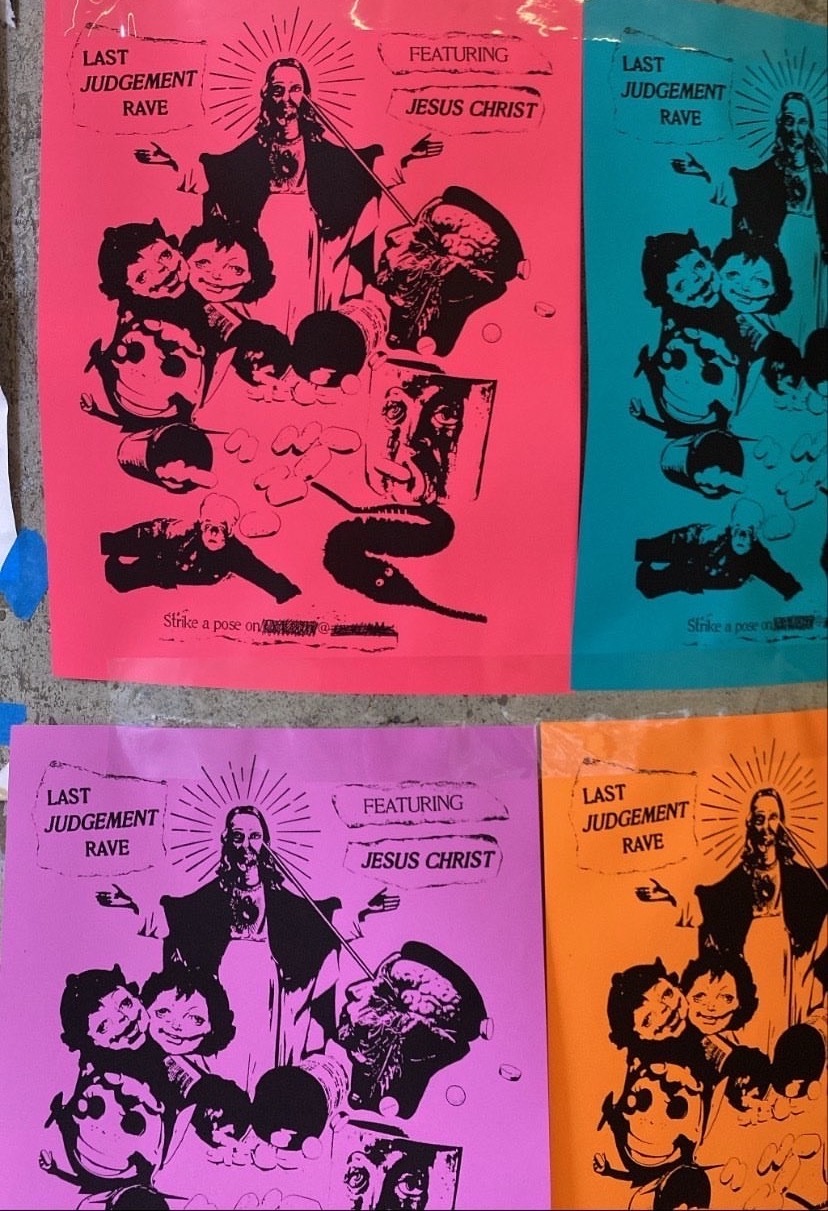 LAST
JUDGEMENT
RAVE
FEATURING
JESUS CHRIST
Strike a pose on @
LAST
JUDGEMENT
RAVE
Strike a pose on
LAST
JUDGEMENT
RAVE
FEATURING
JESUS CHRIST
LAST
JUDGEMENT
RAVE